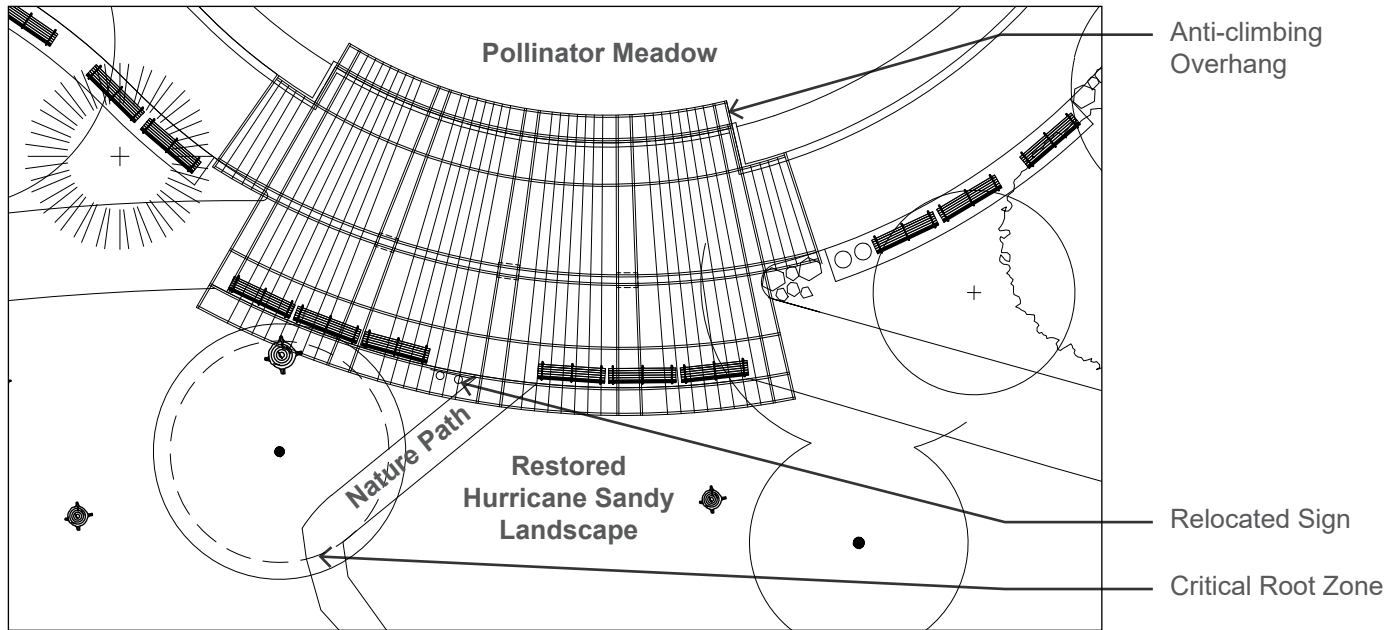 Pollinator Meadow
Anti-climbing
Overhang
Nature Path
Restored
Hurricane Sandy
Landscape
Relocated Sign
Critical Root Zone